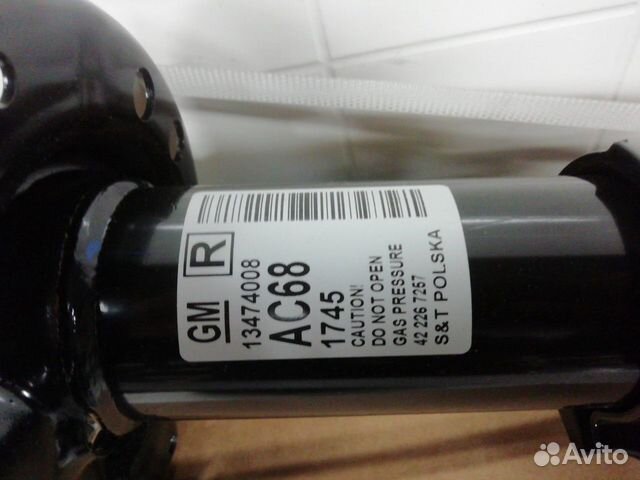 GM R
13474008
AC68
1745
CAUTION!
DO NOT OPEN
GAS PRESSURE
42 226 7257
S&T POLSKA
Avito